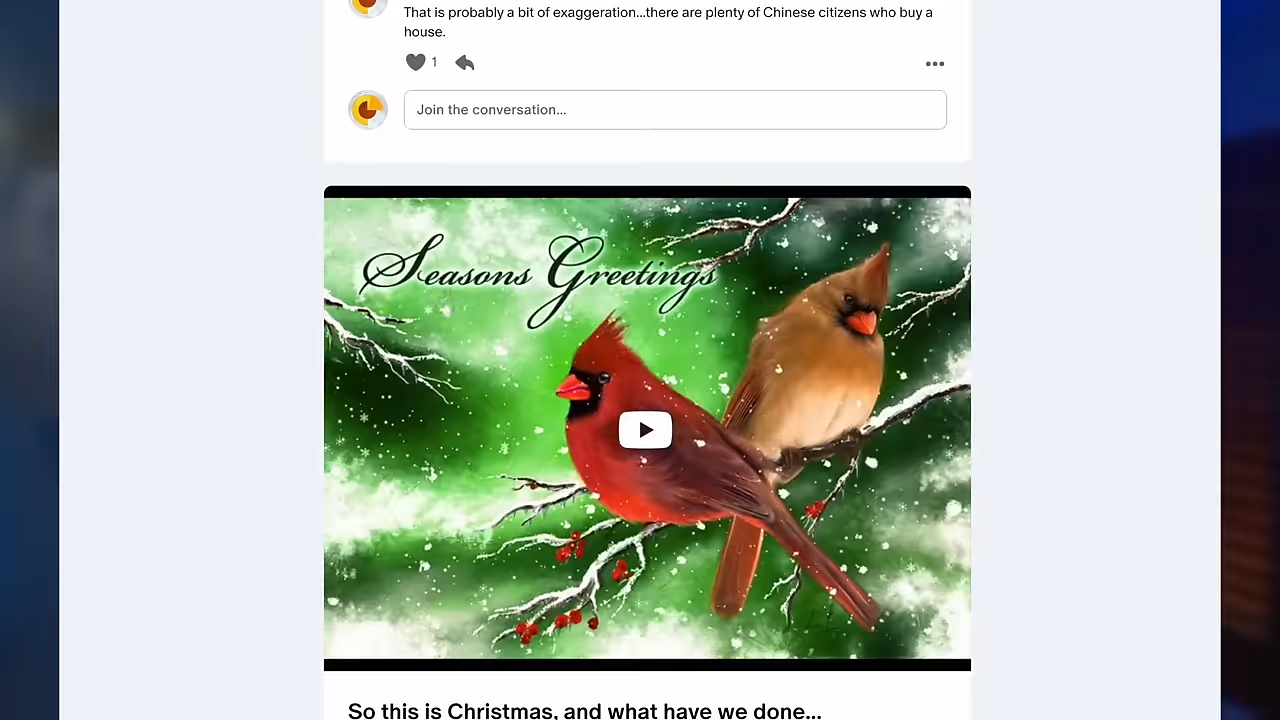 That is probably a bit of exaggeration...there are plenty of Chinese citizens who buy a
house.
1
Join the conversation...
Seasons Greetings
So this is Christmas, and what have we done...